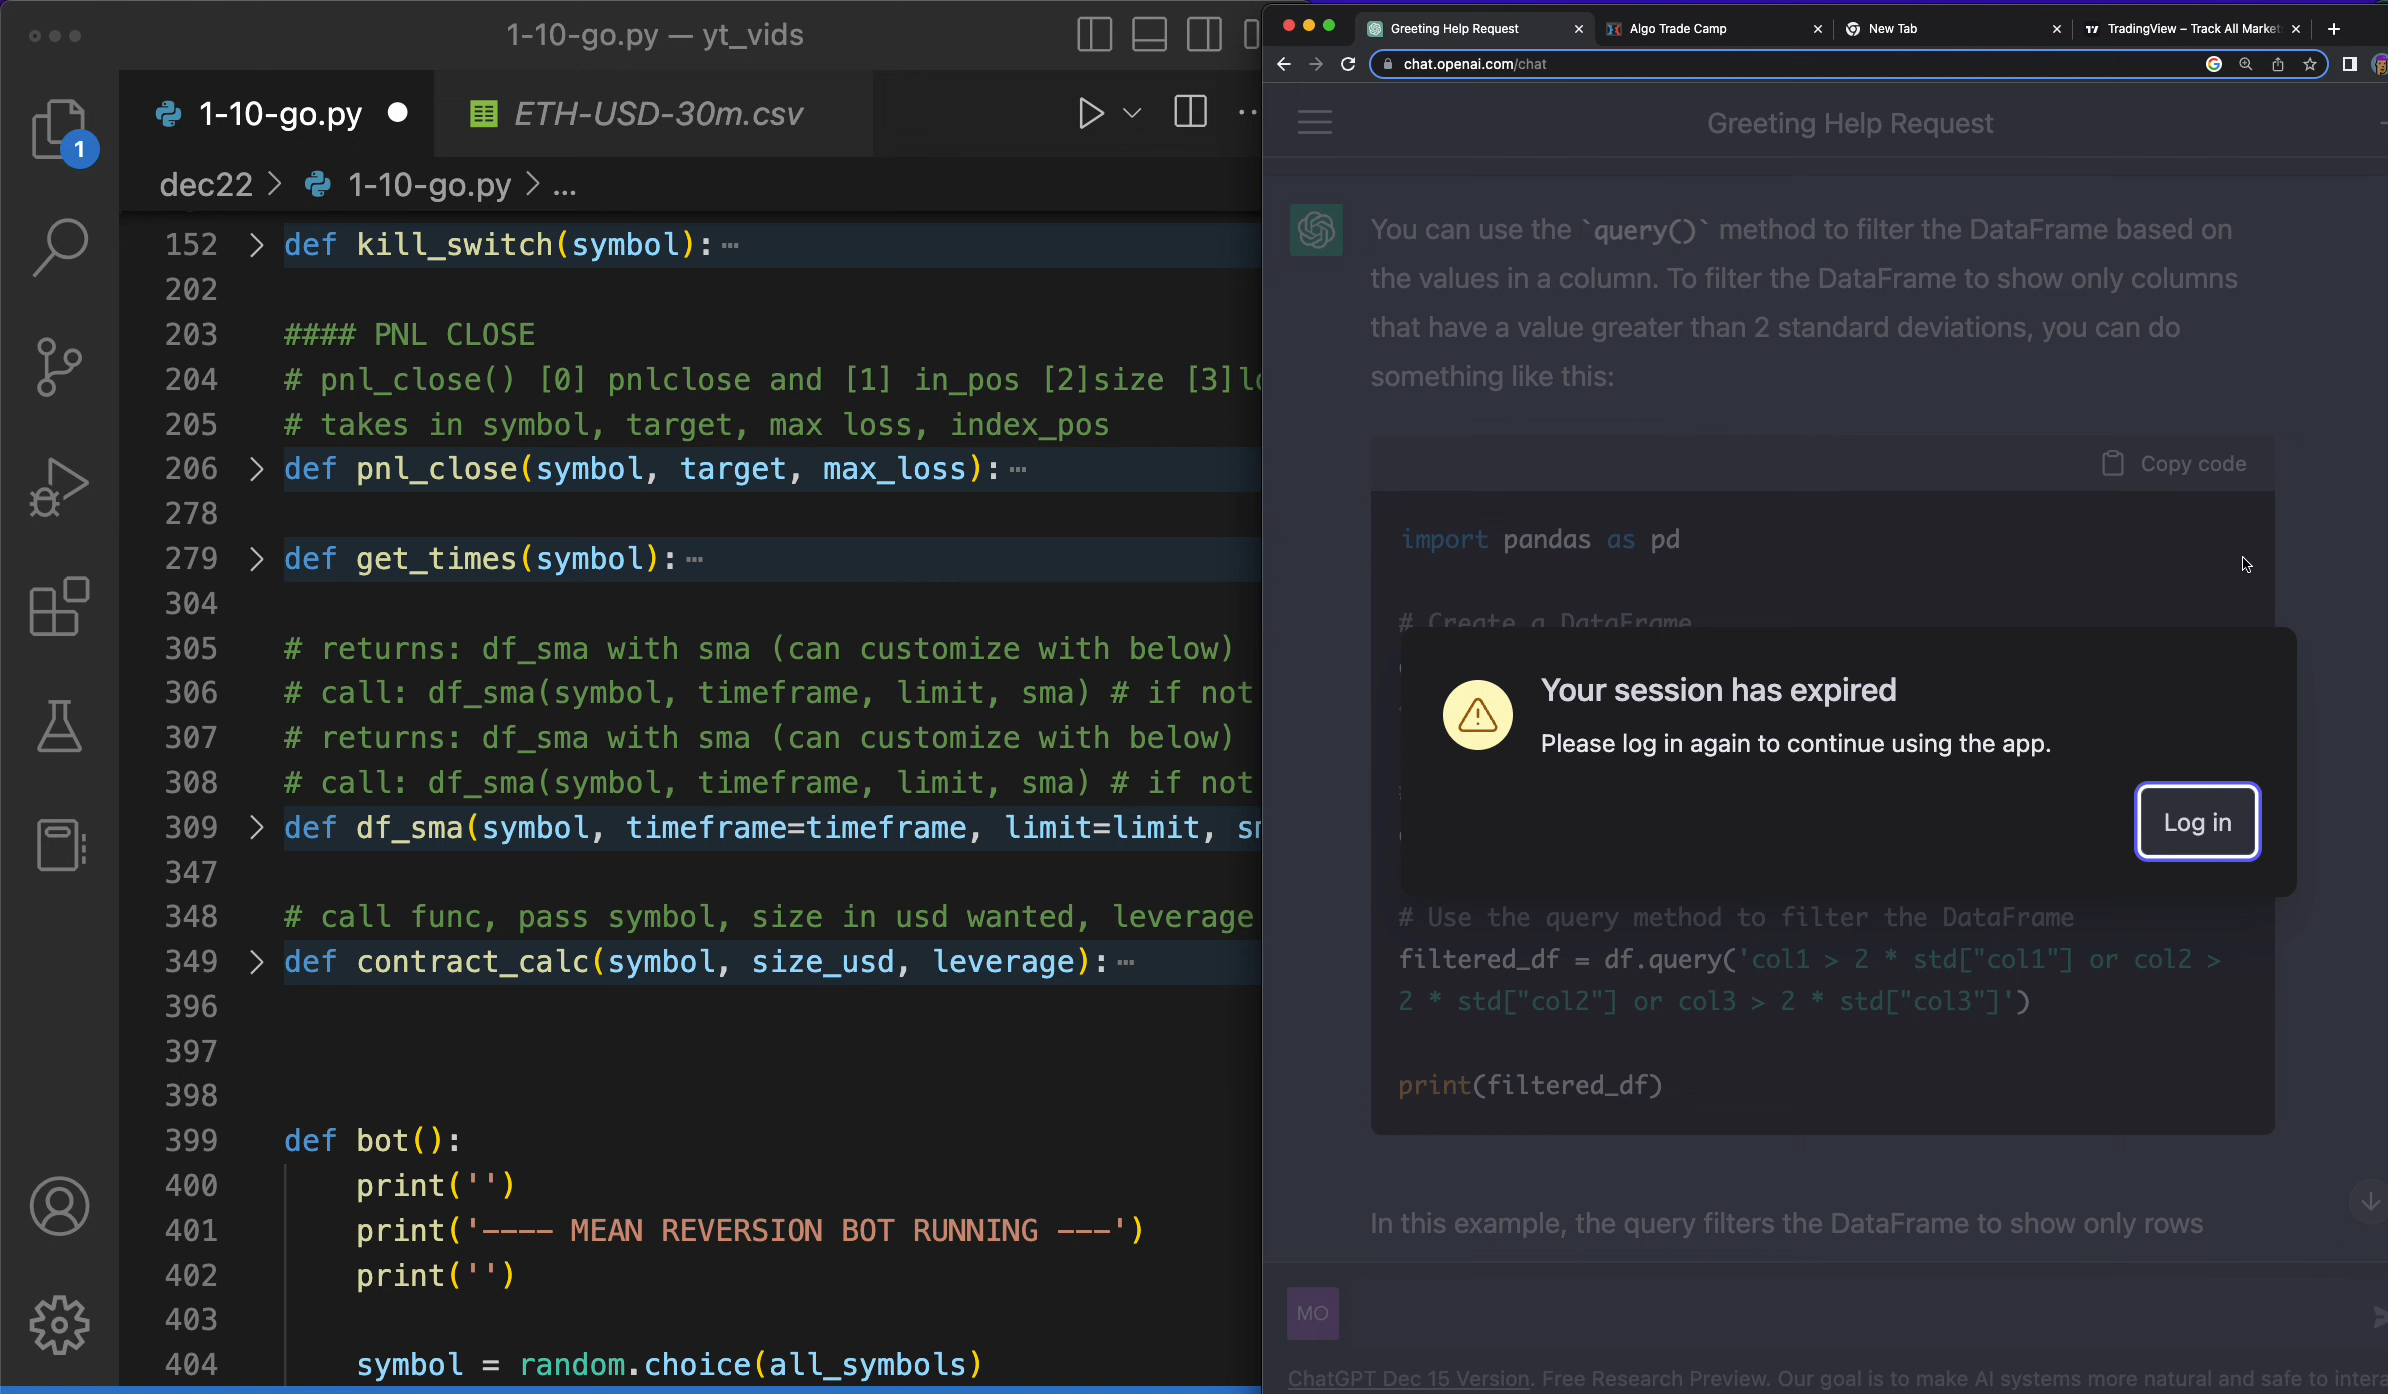 1-10-go.py — yt_vids
1-10-go.py
ETH-USD-30m.csv
1
dec22 > 1-10-go.py > ...
152 def kill_switch(symbol):
202
203 #### PNL CLOSE
204 # pnl_close() [0] pnlclose and [1] in_pos [2]size [3]lo
205 # takes in symbol, target, max loss, index_pos
206 def pnl_close(symbol, target, max_loss):
278
279 def get_times(symbol):
304
305 # returns: df_sma with sma (can customize with below)
306 # call: df_sma(symbol, timeframe, limit, sma) # if not
307 # returns: df_sma with sma (can customize with below)
308 # call: df_sma(symbol, timeframe, limit, sma) # if not
309 def df_sma(symbol, timeframe=timeframe, limit=limit, sm
347
348 # call func, pass symbol, size in usd wanted, leverage
349 def contract_calc(symbol, size_usd, leverage):
396
397
398
399 def bot():
400 print('')
401 print('---- MEAN REVERSION BOT RUNNING ---')
402 print('')
403
404 symbol = random.choice(all_symbols)
Greeting Help Request
Algo Trade Camp
New Tab
TradingView – Track All Market
chat.openai.com/chat
Greeting Help Request
You can use the `query()` method to filter the DataFrame based on
the values in a column. To filter the DataFrame to show only columns
that have a value greater than 2 standard deviations, you can do
something like this:
Copy code
import pandas as pd
# Create a DataFrame
Your session has expired
Please log in again to continue using the app.
Log in
# Use the query method to filter the DataFrame
filtered_df = df.query('col1 > 2 * std["col1"] or col2 >
2 * std["col2"] or col3 > 2 * std["col3"]')
print(filtered_df)
In this example, the query filters the DataFrame to show only rows
MO
ChatGPT Dec 15 Version. Free Research Preview. Our goal is to make AI systems more natural and safe to intera